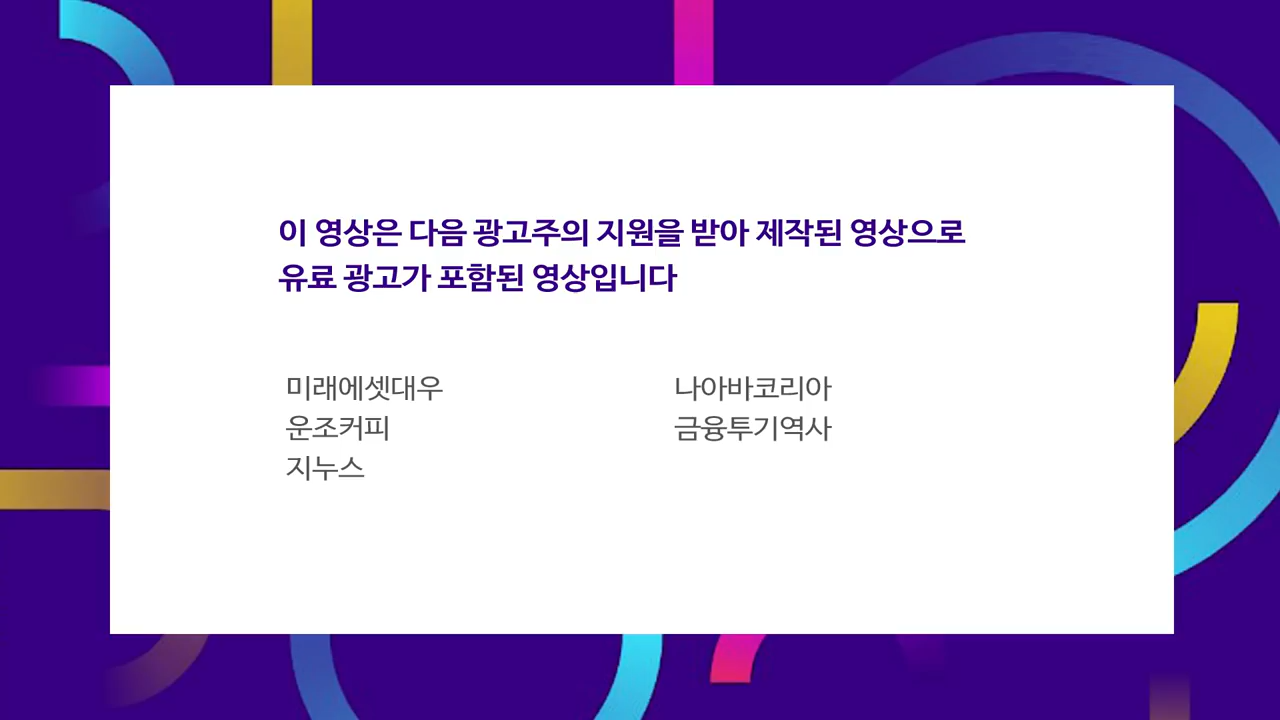 이 영상은 다음 광고주의 지원을 받아 제작된 영상으로
유료 광고가 포함된 영상입니다
미래에셋대우
운조커피
지누스
나아바코리아
금융투기역사